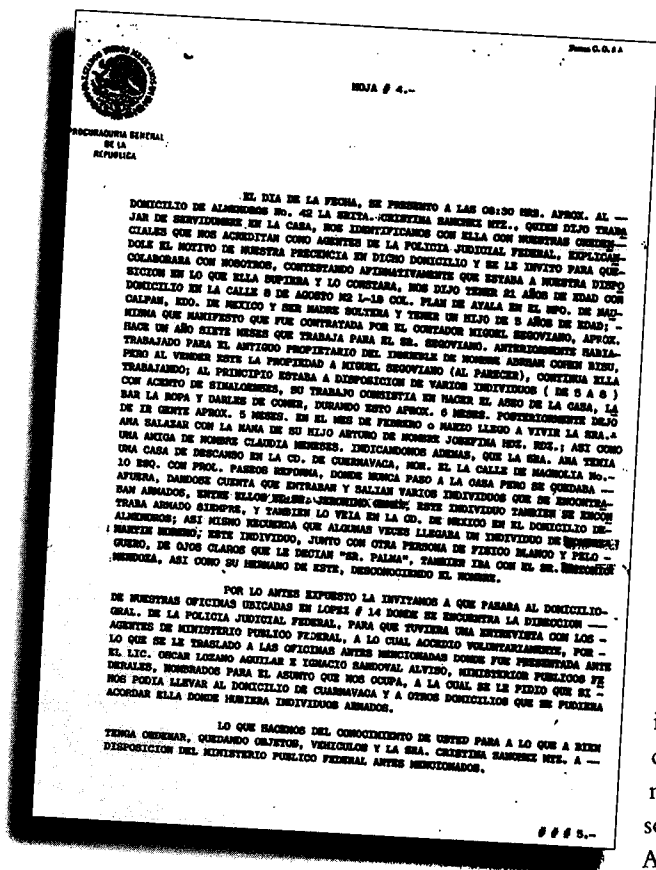 Forma C. G. 1 A
HOJA # 4.-
ESTADOS UNIDOS MEXICANOS
PROCURADURIA GENERAL
DE LA
REPUBLICA
EL DIA DE LA FECHA, SE PRESENTO A LAS 08:30 HRS. APROX. AL --
DOMICILIO DE ALMENDROS No. 42 LA SRITA. CRISTINA SANCHEZ MTZ., QUIEN DIJO TRABA
JAR DE SERVIDUMBRE EN LA CASA, NOS IDENTIFICAMOS CON ELLA CON NUESTRAS CREDEN--
CIALES QUE NOS ACREDITAN COMO AGENTES DE LA POLICIA JUDICIAL FEDERAL, EXPLICAN-
DOLE EL MOTIVO DE NUESTRA PRECENCIA EN DICHO DOMICILIO Y SE LE INVITO PARA QUE-
COLABORARA CON NOSOTROS, CONTESTANDO AFIRMATIVAMENTE QUE ESTABA A NUESTRA DISPO
SICION EN LO QUE ELLA SUPIERA Y LO CONSTARA, NOS DIJO TENER 21 AÑOS DE EDAD CON
DOMICILIO EN LA CALLE 8 DE AGOSTO M2 L-18 COL. PLAN DE AYALA EN EL MPO. DE NAU-
CALPAN, EDO. DE MEXICO Y SER MADRE SOLTERA Y TENER UN HIJO DE 5 AÑOS DE EDAD; -
MISMA QUE MANIFESTO QUE FUE CONTRATADA POR EL CONTADOR MIGUEL SEGOVIANO, APROX.
HACE UN AÑO SIETE MESES QUE TRABAJA PARA EL SR. SEGOVIANO. ANTERIORMENTE HABIA-
TRABAJADO PARA EL ANTIGUO PROPIETARIO DEL INMUEBLE DE NOMBRE ABRHAM COHEN BISU,
PERO AL VENDER ESTE LA PROPIEDAD A MIGUEL SEGOVIANO (AL PARECER), CONTINUA ELLA
TRABAJANDO; AL PRINCIPIO ESTABA A DISPOSICION DE VARIOS INDIVIDUOS ( DE 5 A 8 )
CON ACENTO DE SINALOENSES, SU TRABAJO CONSISTIA EN HACER EL ASEO DE LA CASA, LA
BAR LA ROPA Y DARLES DE COMER, DURANDO ESTO APROX. 6 MESES. POSTERIORMENTE DEJO
DE IR GENTE APROX. 5 MESES. EN EL MES DE FEBRERO o MARZO LLEGO A VIVIR LA SRA.
ANA SALAZAR CON LA NANA DE SU HIJO ARTURO DE NOMBRE JOSEFINA HDZ. HDZ.; ASI COMO
UNA AMIGA DE NOMBRE CLAUDIA MENESES. INDICANDONOS ADEMAS, QUE LA SRA. ANA TENIA
UNA CASA DE DESCANSO EN LA CD. DE CUERNAVACA, MOR. EN LA CALLE DE MAGNOLIA No.-
10 ESQ. CON PROL. PASEOS REFORMA, DONDE NUNCA PASO A LA CASA PERO SE QUEDABA --
AFUERA, DANDOSE CUENTA QUE ENTRABAN Y SALIAN VARIOS INDIVIDUOS QUE SE ENCONTRA-
BAN ARMADOS, ENTRE ELLOS ESTE INDIVIDUO TAMBIEN SE ENCON
TRABA ARMADO SIEMPRE, Y TAMBIEN LO VEIA EN LA CD. DE MEXICO EN EL DOMICILIO DE-
ALMENDROS; ASI MISMO RECUERDA QUE ALGUNAS VECES LLEGABA UN INDIVIDUO DE NOMBRE
MARTIN MORENO; ESTE INDIVIDUO, JUNTO CON OTRA PERSONA DE FISICO BLANCO Y PELO -
GUERO, DE OJOS CLAROS QUE LE DECIAN "SR. PALMA", TAMBIEN IBA CON EL SR.
MENDOZA, ASI COMO SU HERMANO DE ESTE, DESCONOCIENDO EL NOMBRE.
POR LO ANTES EXPUESTO LA INVITAMOS A QUE PASARA AL DOMICILIO-
DE NUESTRAS OFICINAS UBICADAS EN LOPEZ # 14 DONDE SE ENCUENTRA LA DIRECCION ---
GRAL. DE LA POLICIA JUDICIAL FEDERAL, PARA QUE TUVIERA UNA ENTREVISTA CON LOS -
AGENTES DE MINISTERIO PUBLICO FEDERAL, A LO CUAL ACCEDIO VOLUNTARIAMENTE, POR -
LO QUE SE LE TRASLADO A LAS OFICINAS ANTES MENCIONADAS DONDE FUE PRESENTADA ANTE
EL LIC. OSCAR LOZANO AGUILAR E IGNACIO SANDOVAL ALVISO, MINISTERIOR PUBLICOS FE
DERALES, NOMBRADOS PARA EL ASUNTO QUE NOS OCUPA, A LA CUAL SE LE PIDIO QUE SI -
NOS PODIA LLEVAR AL DOMICILIO DE CUARNAVACA Y A OTROS DOMICILIOS QUE SE PUDIERA
ACORDAR ELLA DONDE HUBIERA INDIVIDUOS ARMADOS.
LO QUE HACEMOS DEL CONOCIMIENTO DE USTED PARA A LO QUE A BIEN
TENGA ORDENAR, QUEDANDO OBJETOS, VEHICULOS Y LA SRA. CRISTINA SANCHEZ MTZ. A --
DISPOSICION DEL MINISTERIO PUBLICO FEDERAL ANTES MENCIONADOS.
# # # 5.-